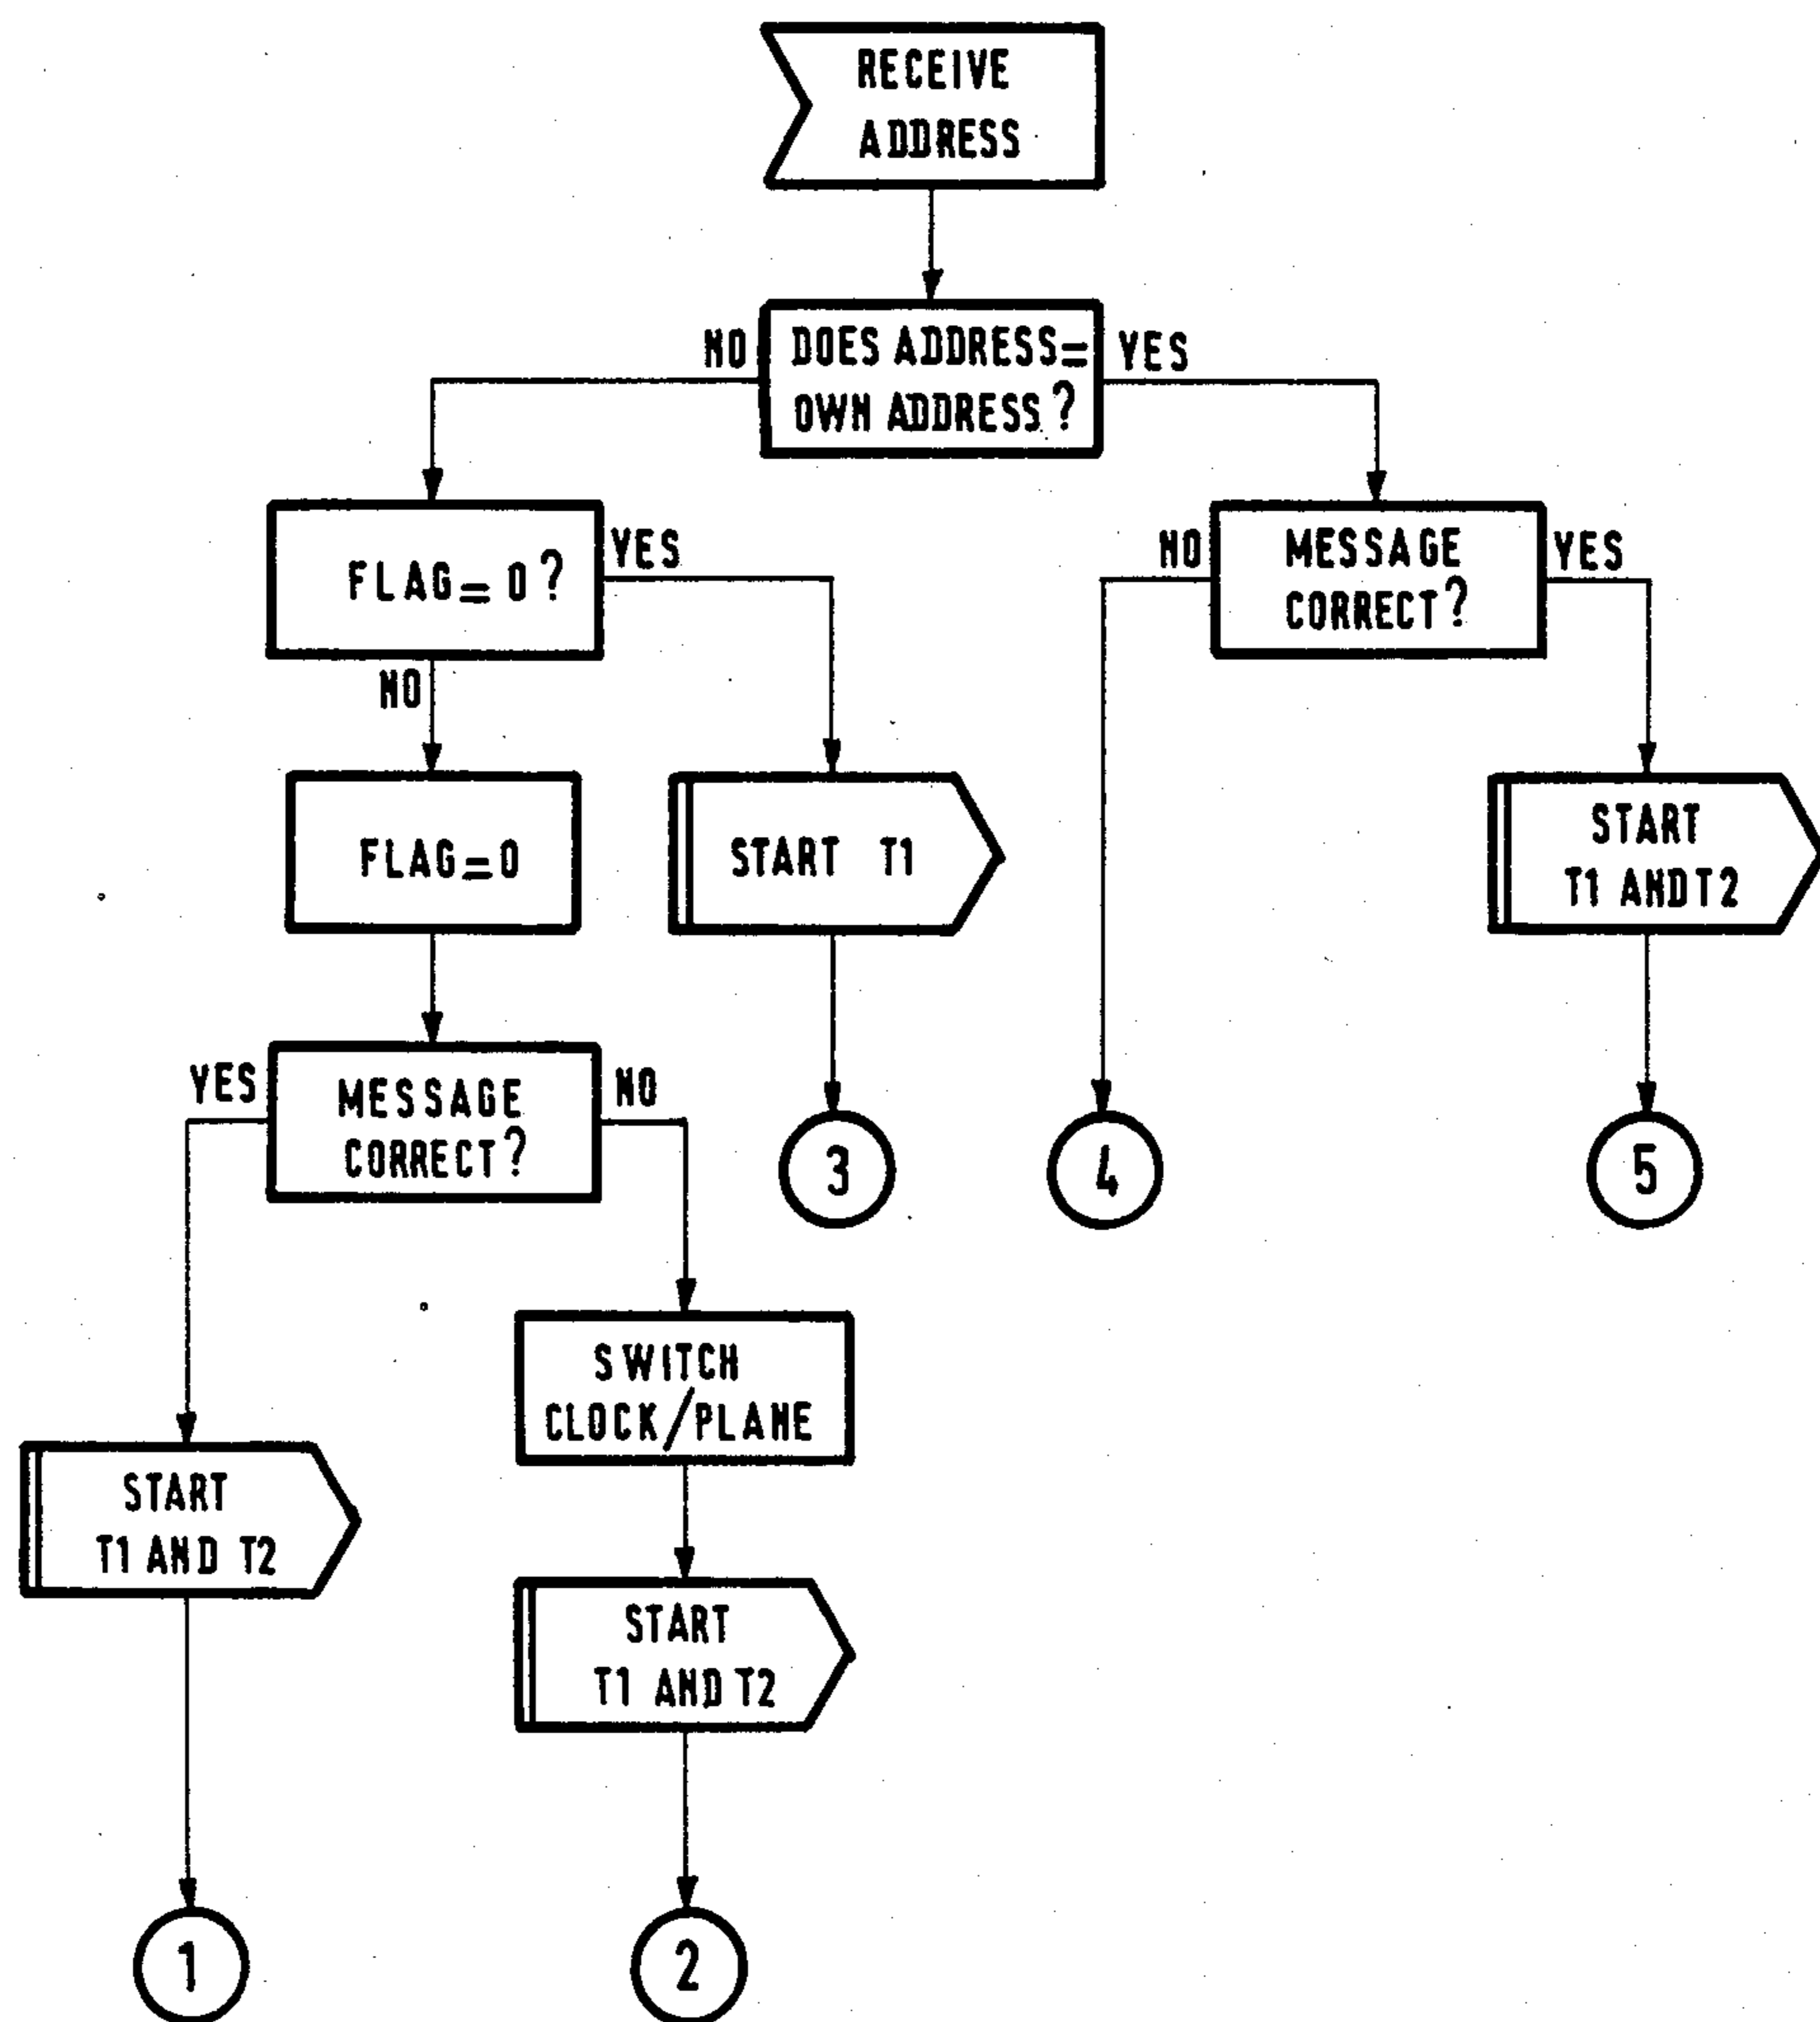 RECEIVE
ADDRESS
NO
DOES ADDRESS=
OWN ADDRESS?
YES
FLAG=0?
YES
NO
NO
MESSAGE
CORRECT?
YES
FLAG=0
START T1
START
T1 AND T2
YES
MESSAGE
CORRECT?
NO
3
4
5
SWITCH
CLOCK/PLANE
START
T1 AND T2
START
T1 AND T2
1
2